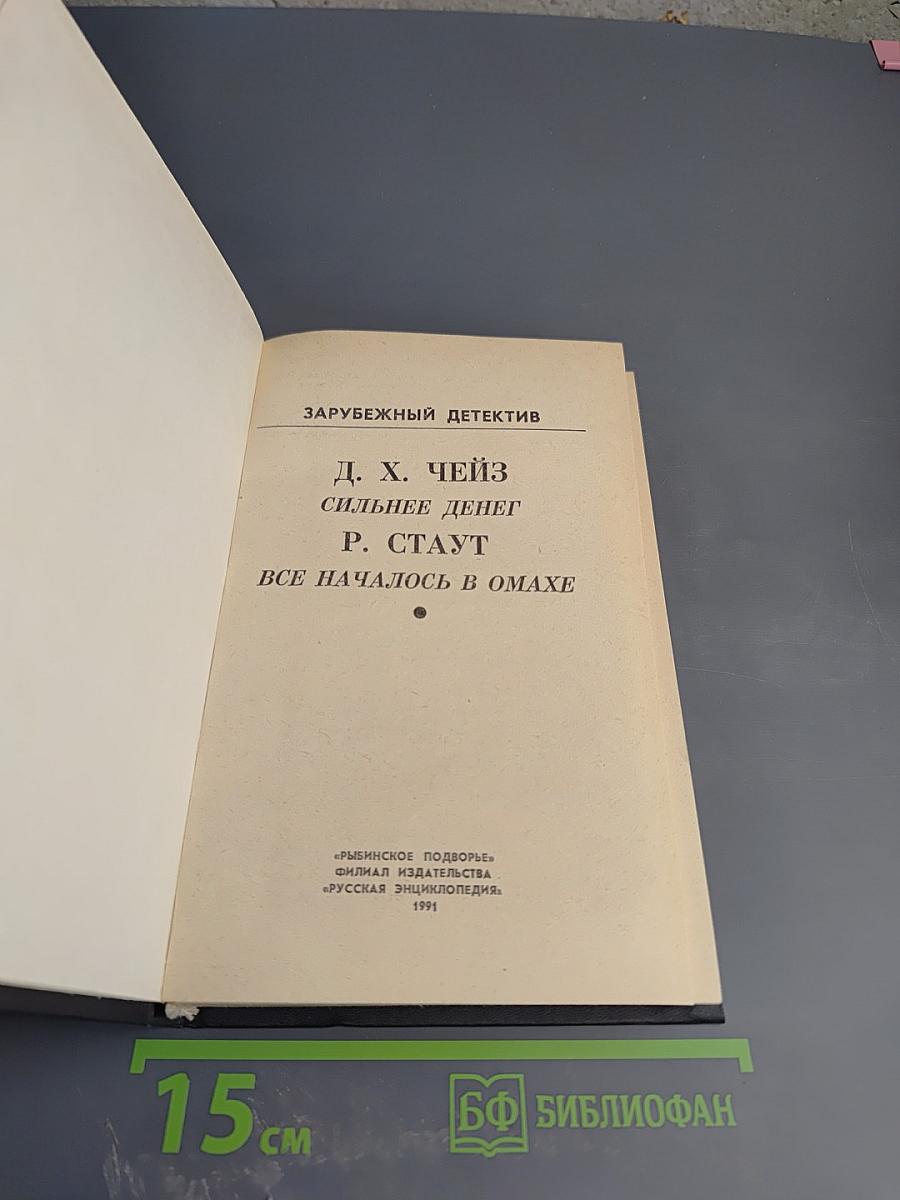 ЗАРУБЕЖНЫЙ ДЕТЕКТИВ
Д. Х. ЧЕЙЗ
СИЛЬНЕЕ ДЕНЕГ
Р. СТАУТ
ВСЕ НАЧАЛОСЬ В ОМАХЕ
«РЫБИНСКОЕ ПОДВОРЬЕ»
ФИЛИАЛ ИЗДАТЕЛЬСТВА
«РУССКАЯ ЭНЦИКЛОПЕДИЯ»
1991
15 см
БФ БИБЛИОФАН